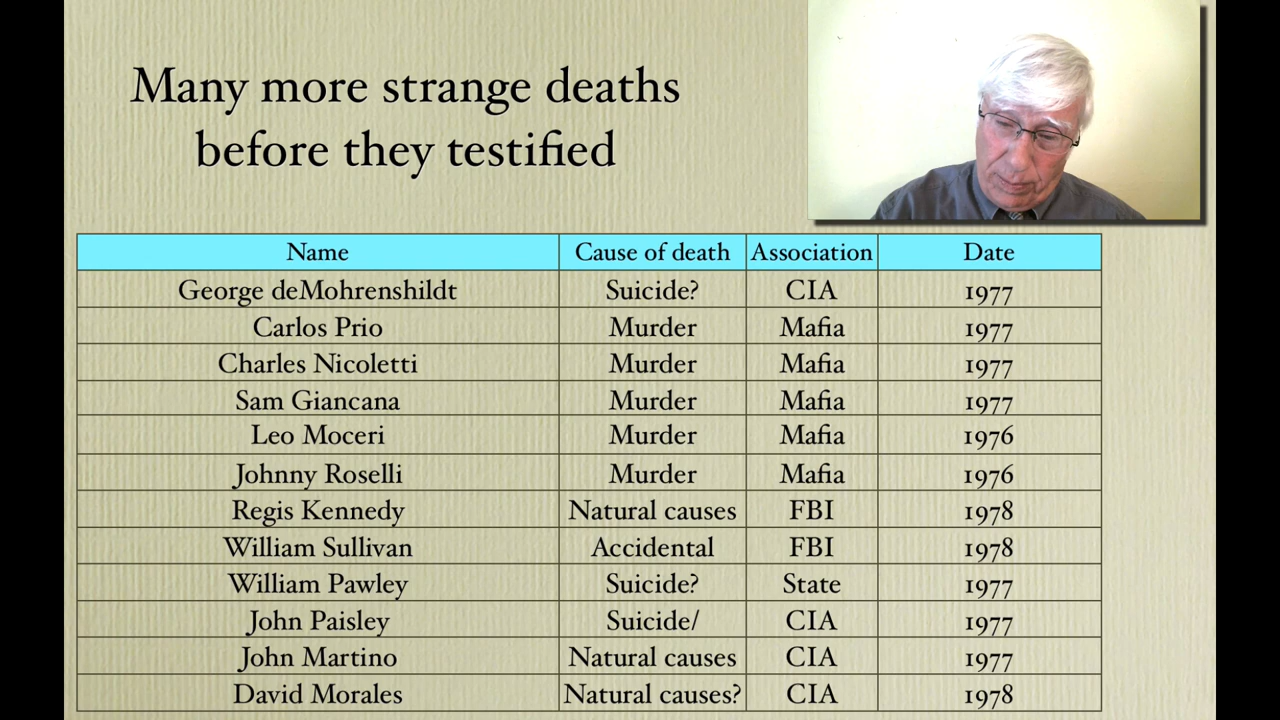 Many more strange deaths
before they testified
Name Cause of death Association Date
George deMohrenshildt Suicide? CIA 1977
Carlos Prio Murder Mafia 1977
Charles Nicoletti Murder Mafia 1977
Sam Giancana Murder Mafia 1977
Leo Moceri Murder Mafia 1976
Johnny Roselli Murder Mafia 1976
Regis Kennedy Natural causes FBI 1978
William Sullivan Accidental FBI 1978
William Pawley Suicide? State 1977
John Paisley Suicide/ CIA 1977
John Martino Natural causes CIA 1977
David Morales Natural causes? CIA 1978